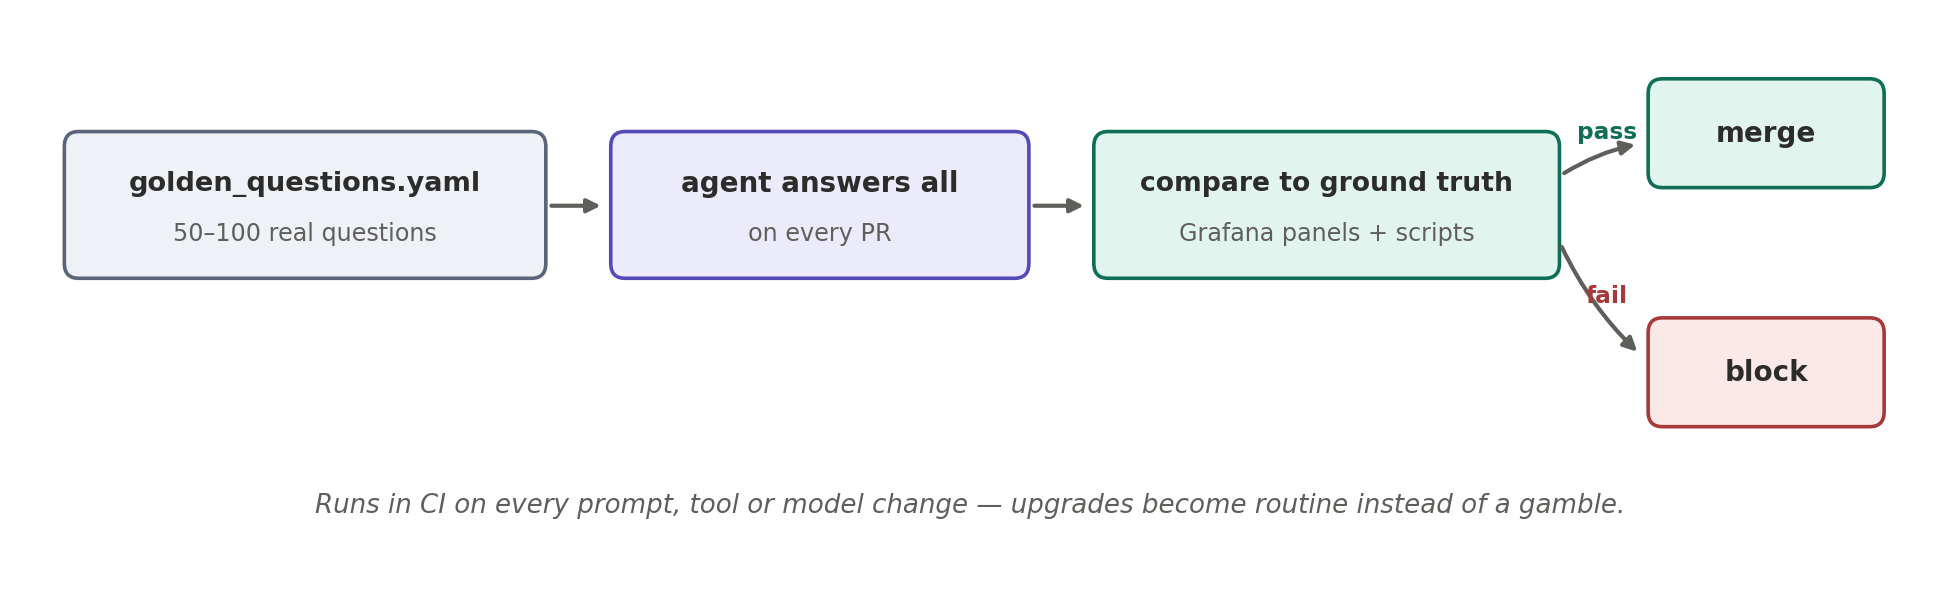 golden_questions.yaml
50–100 real questions
agent answers all
on every PR
compare to ground truth
Grafana panels + scripts
pass
merge
fail
block
Runs in CI on every prompt, tool or model change — upgrades become routine instead of a gamble.